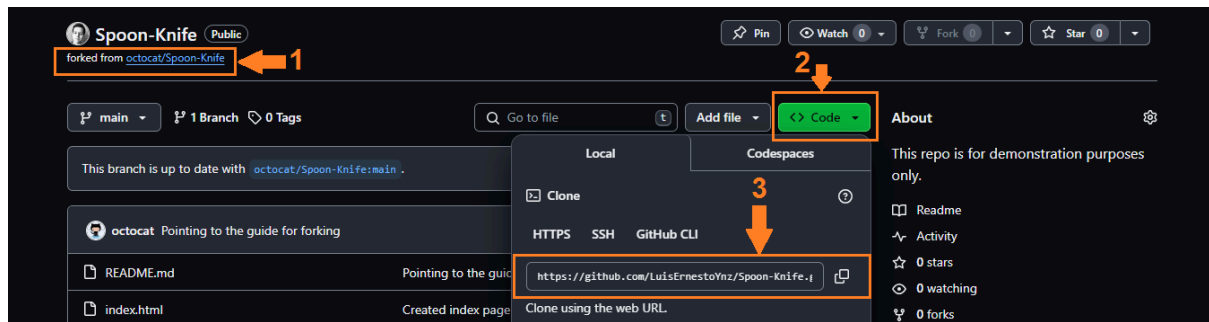 Spoon-Knife Public
Pin Watch 0 Fork 0 Star 0
forked from octocat/Spoon-Knife
1
2
main 1 Branch 0 Tags
Go to file t Add file <> Code
About
This branch is up to date with octocat/Spoon-Knife:main .
Local Codespaces
This repo is for demonstration purposes
only.
Clone
3
HTTPS SSH GitHub CLI
https://github.com/LuisErnestoYnz/Spoon-Knife.g
Clone using the web URL.
octocat Pointing to the guide for forking
README.md Pointing to the guid
index.html Created index page
Readme
Activity
0 stars
0 watching
0 forks